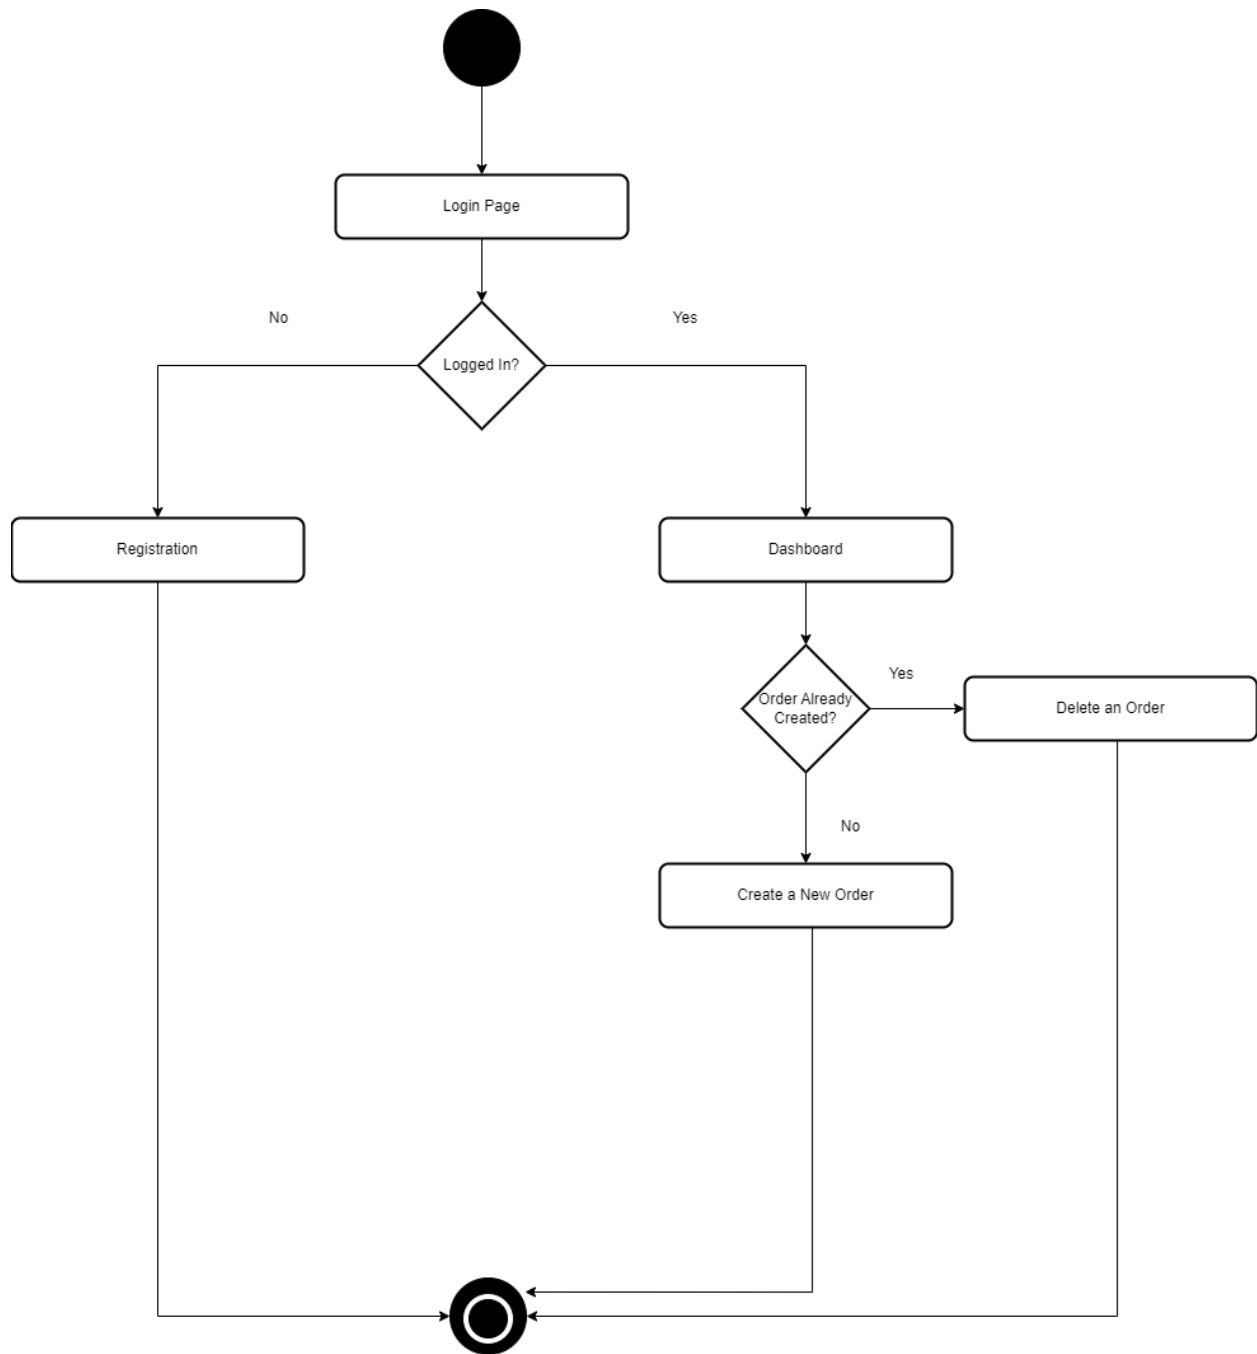 Login Page
No
Yes
Logged In?
Registration
Dashboard
Yes
Order Already
Created?
Delete an Order
No
Create a New Order